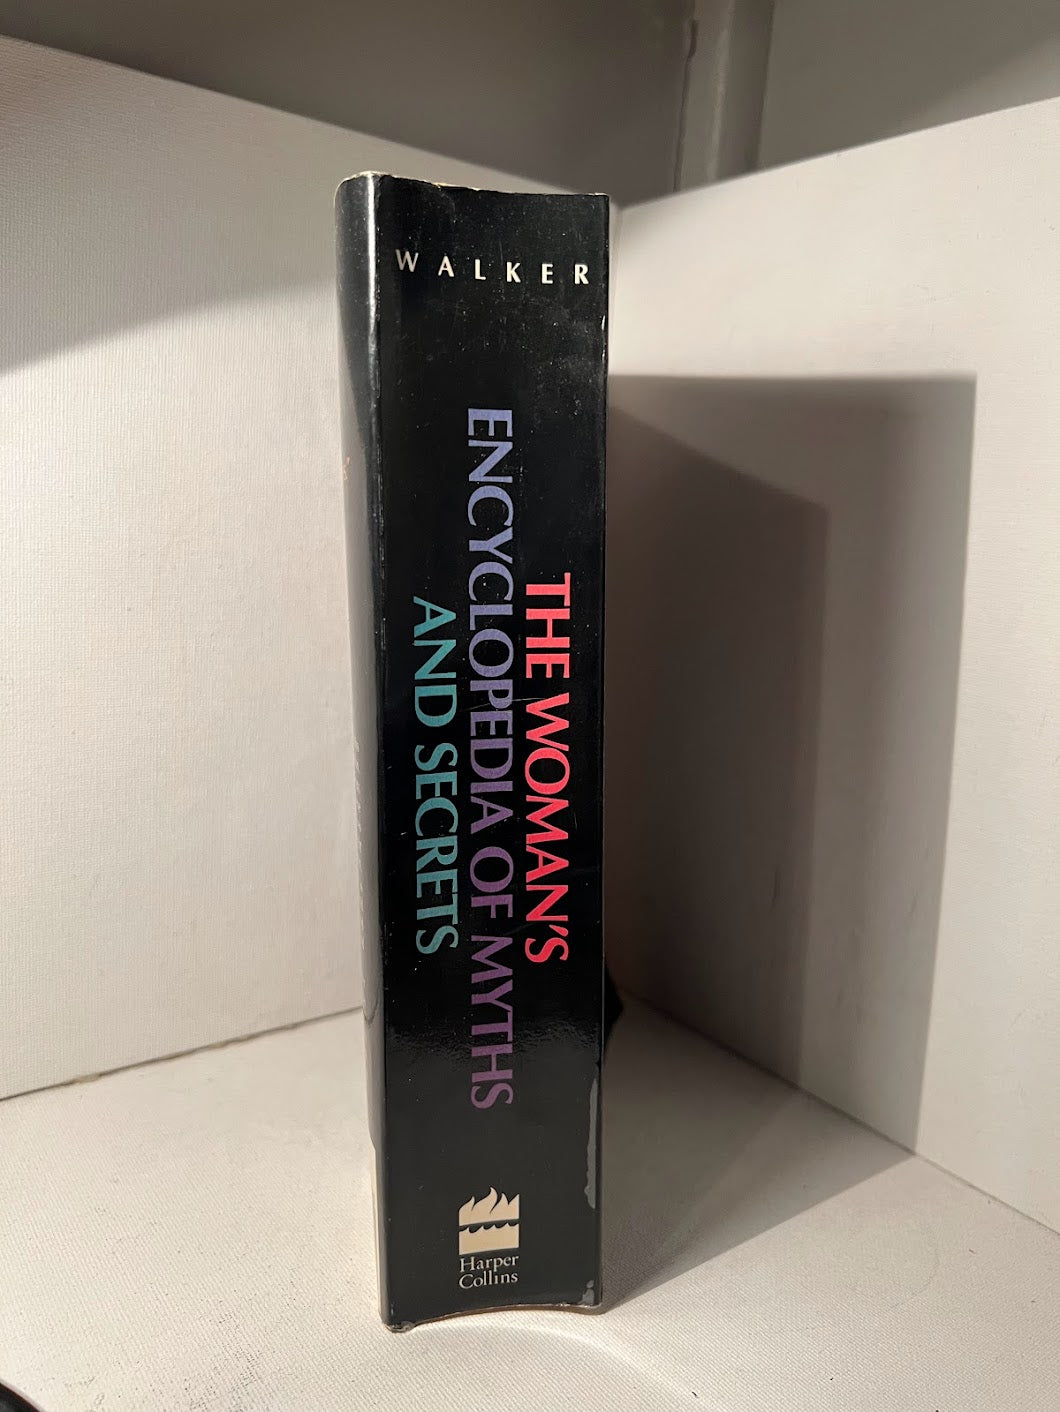 WALKER
THE WOMAN'S
ENCYCLOPEDIA OF MYTHS
AND SECRETS
Harper
Collins